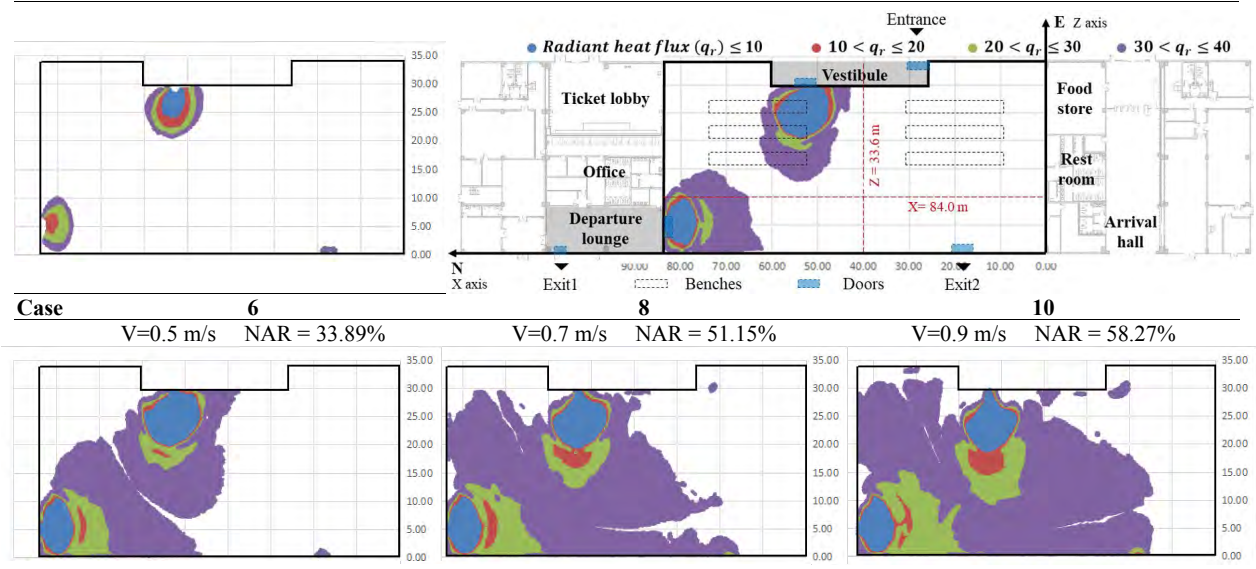 Entrance
E Z axis
Radiant heat flux (qᵣ) ≤ 10
10 < qᵣ ≤ 20
20 < qᵣ ≤ 30
30 < qᵣ ≤ 40
35.00
30.00
25.00
20.00
15.00
10.00
5.00
0.00
Vestibule
Ticket lobby
Food
store
Z = 33.6 m
Office
Rest
room
X= 84.0 m
Departure
lounge
Arrival
hall
N
X axis
90.00 80.00 70.00 60.00 50.00 40.00 30.00 20.00 10.00 0.00
Exit1
Benches
Doors
Exit2
Case 6 8 10
V=0.5 m/s NAR = 33.89% V=0.7 m/s NAR = 51.15% V=0.9 m/s NAR = 58.27%
35.00 35.00 35.00
30.00 30.00 30.00
25.00 25.00 25.00
20.00 20.00 20.00
15.00 15.00 15.00
10.00 10.00 10.00
5.00 5.00 5.00
0.00 0.00 0.00